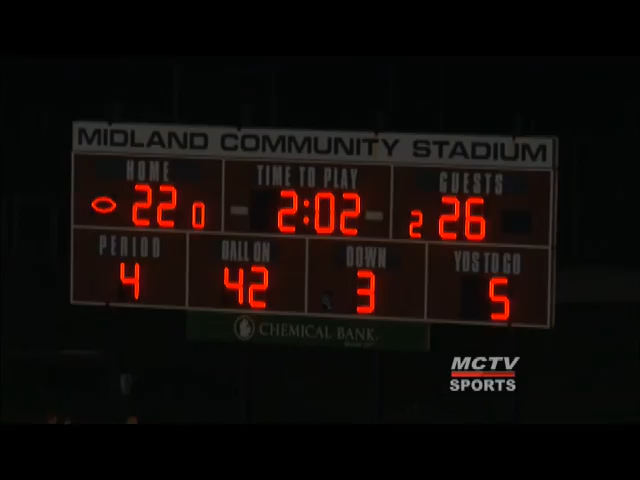 MIDLAND COMMUNITY STADIUM
HOME TIME TO PLAY GUESTS
22 0 2:02 2 26
PERIOD BALL ON DOWN YDS TO GO
4 42 3 5
CHEMICAL BANK
MCTV
SPORTS